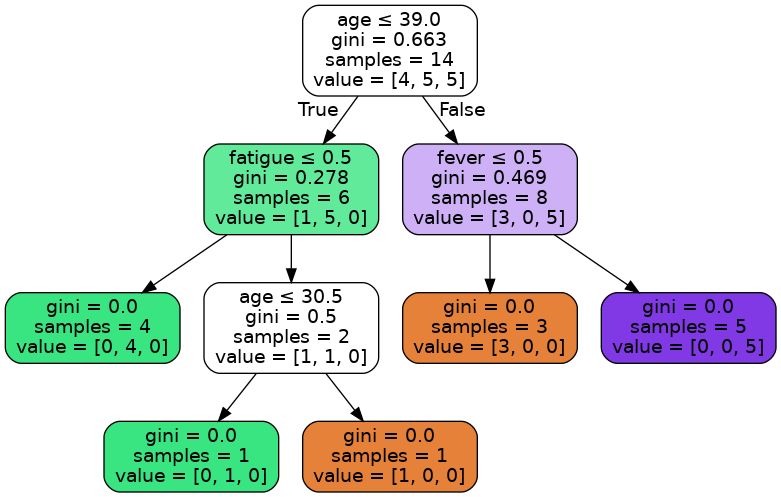 age ≤ 39.0
gini = 0.663
samples = 14
value = [4, 5, 5]
True
False
fatigue ≤ 0.5
gini = 0.278
samples = 6
value = [1, 5, 0]
fever ≤ 0.5
gini = 0.469
samples = 8
value = [3, 0, 5]
gini = 0.0
samples = 4
value = [0, 4, 0]
age ≤ 30.5
gini = 0.5
samples = 2
value = [1, 1, 0]
gini = 0.0
samples = 3
value = [3, 0, 0]
gini = 0.0
samples = 5
value = [0, 0, 5]
gini = 0.0
samples = 1
value = [0, 1, 0]
gini = 0.0
samples = 1
value = [1, 0, 0]